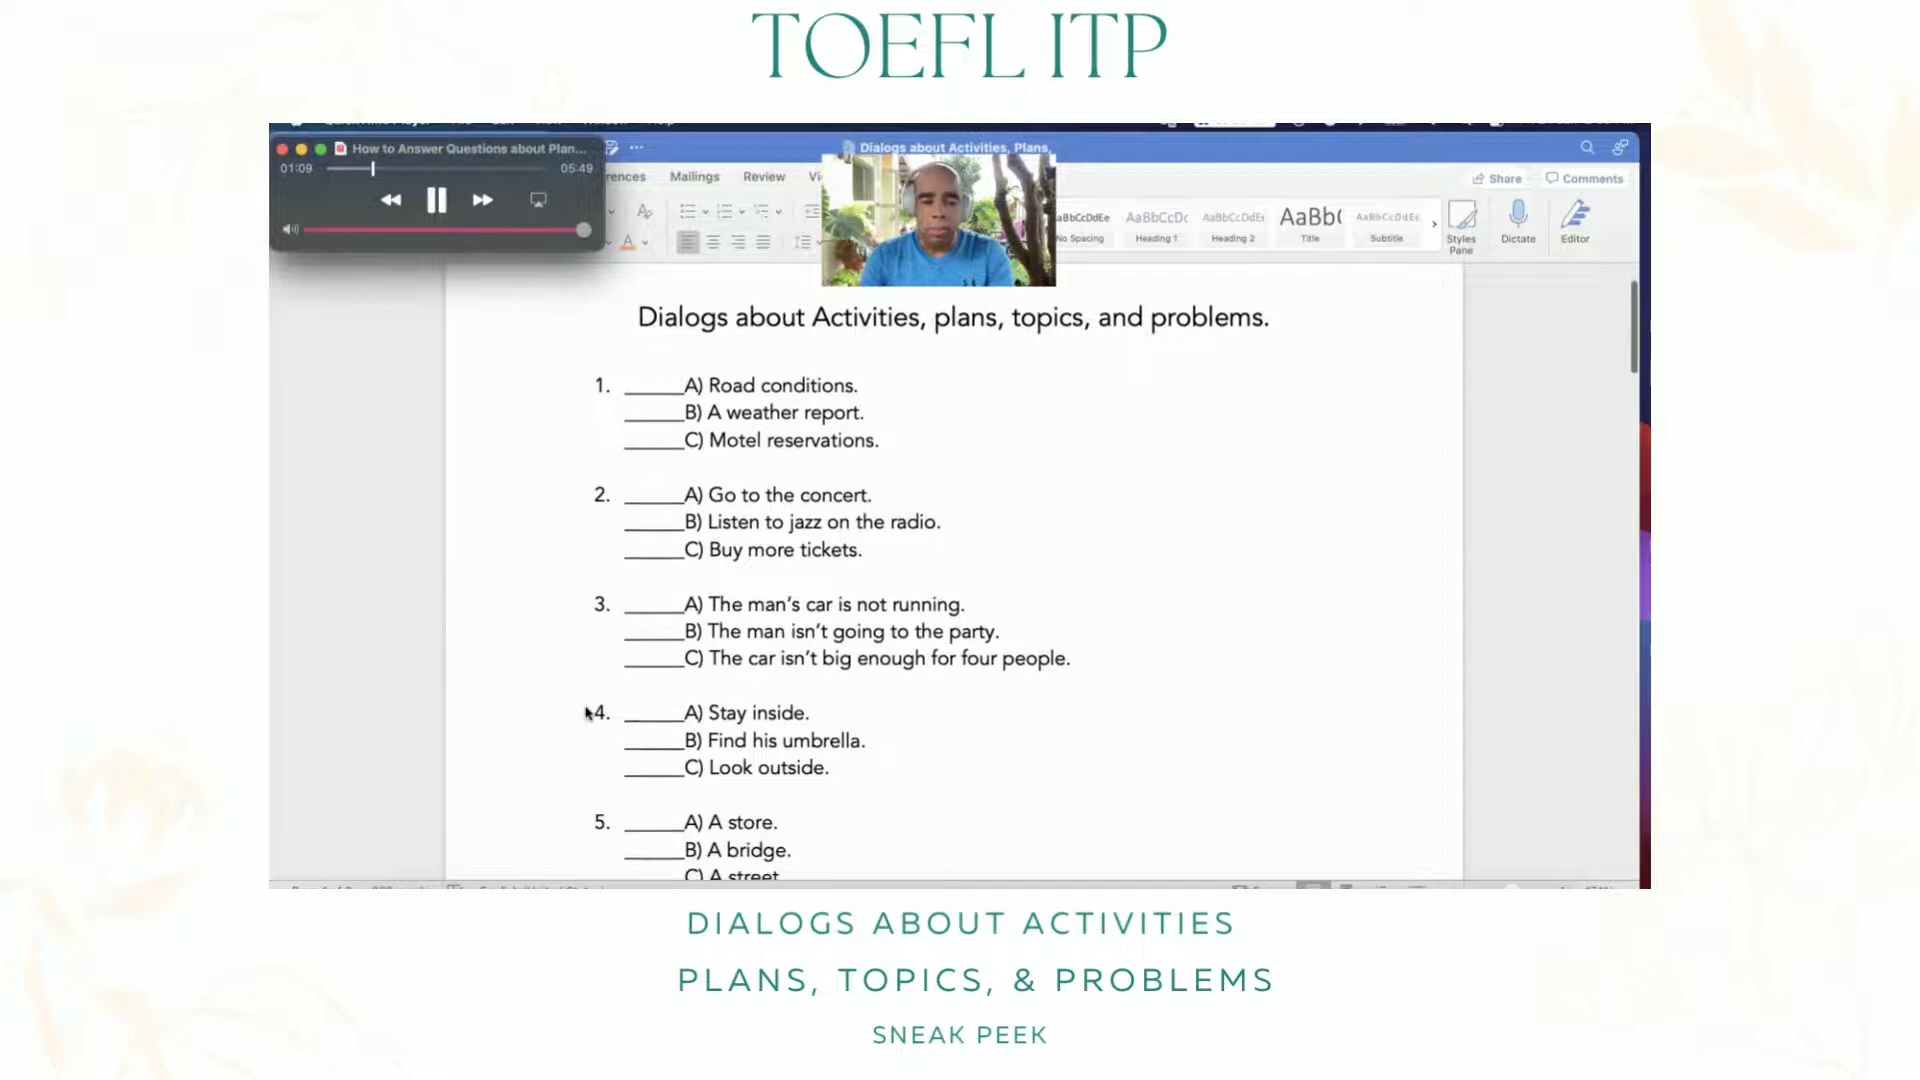 TOEFL ITP
How to Answer Questions about Plan...
01:09
05:49
Dialogs about Activities, Plans,
Mailings
Review
Share
Comments
No Spacing
AaBbCcDc
Heading 1
AaBbCcDdEe
Heading 2
AaBb(
Title
AaBbCcDdEe
Subtitle
Styles
Pane
Dictate
Editor
Dialogs about Activities, plans, topics, and problems.
1. ______A) Road conditions.
______B) A weather report.
______C) Motel reservations.
2. ______A) Go to the concert.
______B) Listen to jazz on the radio.
______C) Buy more tickets.
3. ______A) The man’s car is not running.
______B) The man isn’t going to the party.
______C) The car isn’t big enough for four people.
4. ______A) Stay inside.
______B) Find his umbrella.
______C) Look outside.
5. ______A) A store.
______B) A bridge.
C) A street
DIALOGS ABOUT ACTIVITIES
PLANS, TOPICS, & PROBLEMS
SNEAK PEEK